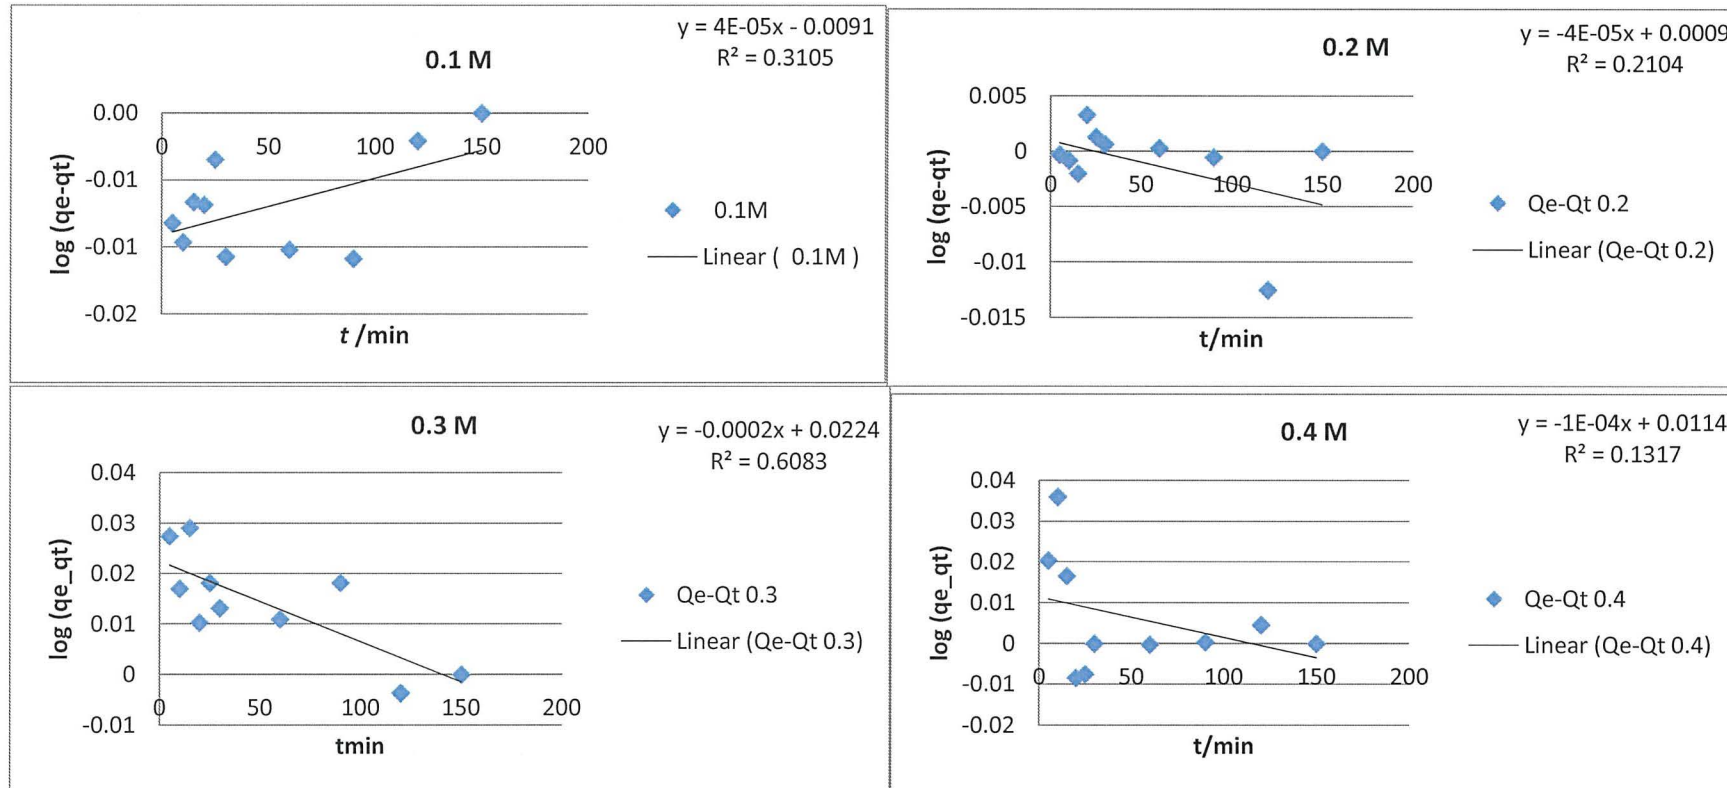 0.1 M
y = 4E-05x - 0.0091
R² = 0.3105
0.00
-0.01
-0.01
-0.02
0
50
100
150
200
log (qe-qt)
t /min
0.1M
Linear ( 0.1M )
0.2 M
y = -4E-05x + 0.0009
R² = 0.2104
0.005
0
-0.005
-0.01
-0.015
0
50
100
150
200
log (qe-qt)
t/min
Qe-Qt 0.2
Linear (Qe-Qt 0.2)
0.3 M
y = -0.0002x + 0.0224
R² = 0.6083
0.04
0.03
0.02
0.01
0
-0.01
0
50
100
150
200
log (qe_qt)
tmin
Qe-Qt 0.3
Linear (Qe-Qt 0.3)
0.4 M
y = -1E-04x + 0.0114
R² = 0.1317
0.04
0.03
0.02
0.01
0
-0.01
-0.02
0
50
100
150
200
log (qe_qt)
t/min
Qe-Qt 0.4
Linear (Qe-Qt 0.4)